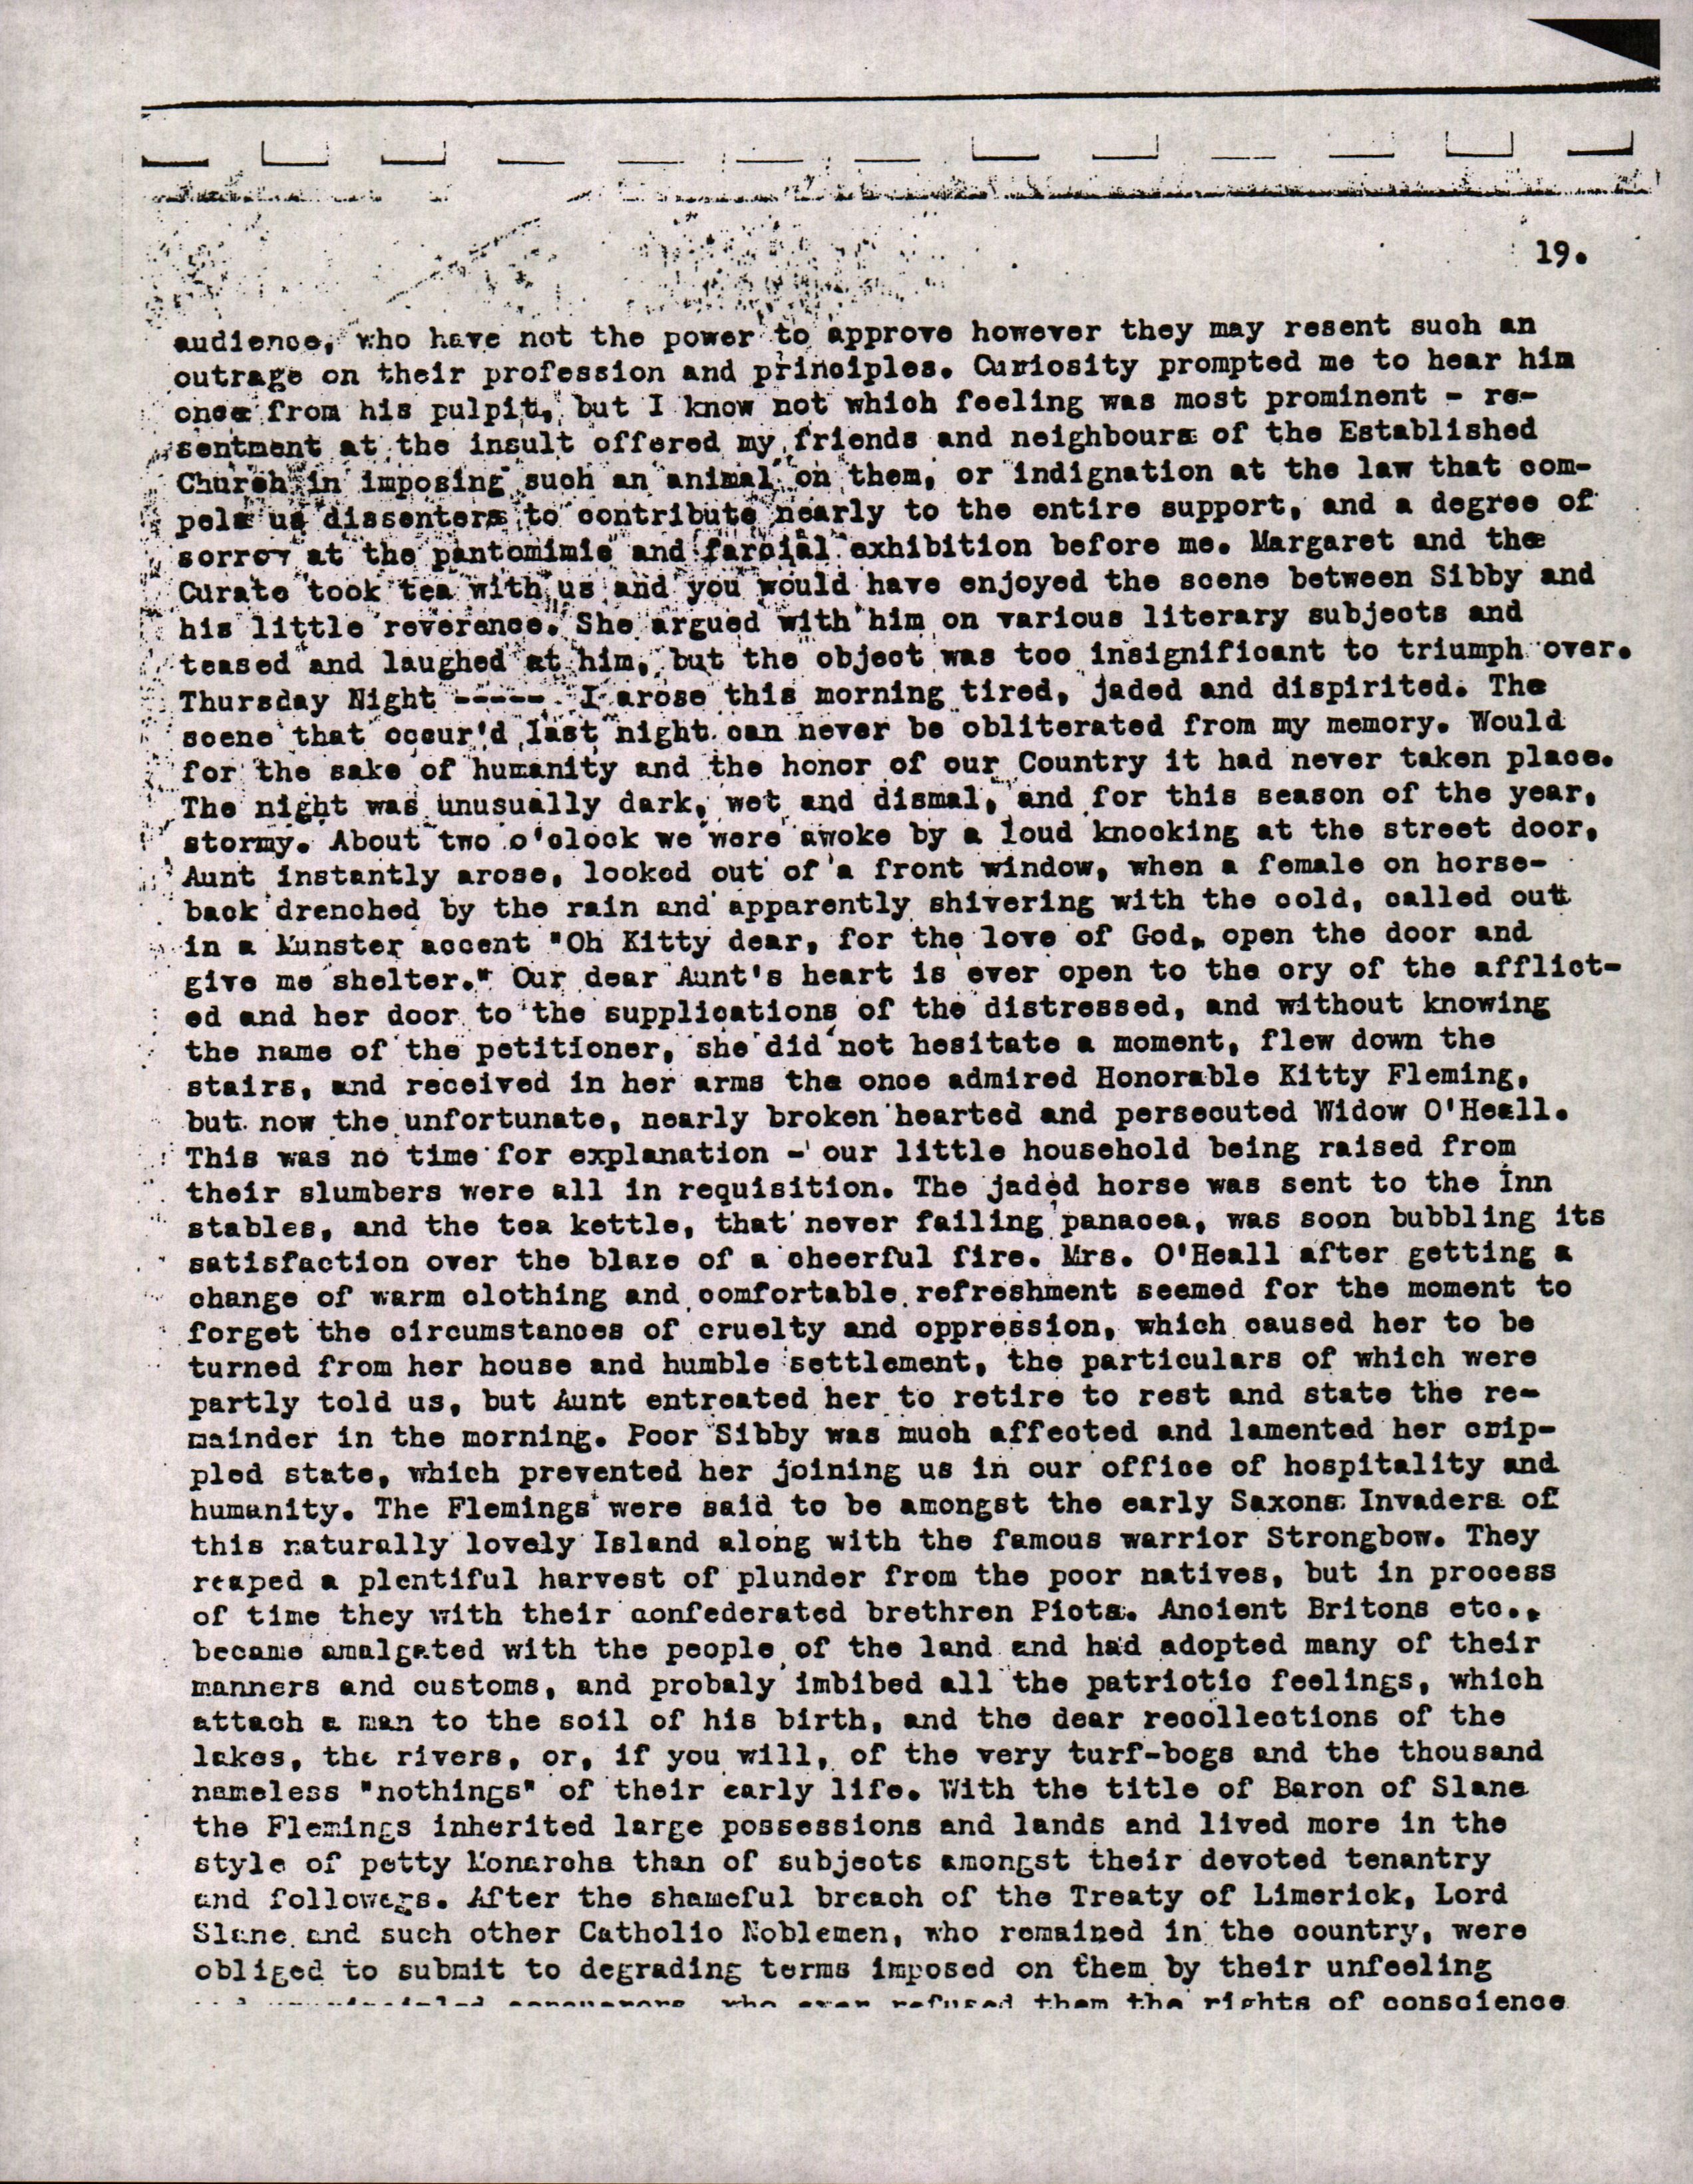 19.
audience, who have not the power to approve however they may resent such an
outrage on their profession and principles. Curiosity prompted me to hear him
once from his pulpit, but I know not which feeling was most prominent - re-
sentment at the insult offered my friends and neighbours of the Established
Church in imposing such an animal on them, or indignation at the law that com-
pels us dissenters to contribute nearly to the entire support, and a degree of
sorrow at the pantomimic and farcial exhibition before me. Margaret and the
Curate took tea with us and you would have enjoyed the scene between Sibby and
his little reverence. She argued with him on various literary subjects and
teased and laughed at him, but the object was too insignificant to triumph over.
Thursday Night ----- I arose this morning tired, jaded and dispirited. The
scene that occur'd last night can never be obliterated from my memory. Would
for the sake of humanity and the honor of our Country it had never taken place.
The night was unusually dark, wet and dismal, and for this season of the year,
stormy. About two o'clock we were awoke by a loud knocking at the street door,
Aunt instantly arose, looked out of a front window, when a female on horse-
back drenched by the rain and apparently shivering with the cold, called out
in a Munster accent "Oh Kitty dear, for the love of God, open the door and
give me shelter." Our dear Aunt's heart is ever open to the cry of the afflict-
ed and her door to the supplications of the distressed, and without knowing
the name of the petitioner, she did not hesitate a moment, flew down the
stairs, and received in her arms the once admired Honorable Kitty Fleming,
but now the unfortunate, nearly broken hearted and persecuted Widow O'Heall.
This was no time for explanation - our little household being raised from
their slumbers were all in requisition. The jaded horse was sent to the Inn
stables, and the tea kettle, that never failing panacea, was soon bubbling its
satisfaction over the blaze of a cheerful fire. Mrs. O'Heall after getting a
change of warm clothing and comfortable refreshment seemed for the moment to
forget the circumstances of cruelty and oppression, which caused her to be
turned from her house and humble settlement, the particulars of which were
partly told us, but Aunt entreated her to retire to rest and state the re-
mainder in the morning. Poor Sibby was much affected and lamented her crip-
pled state, which prevented her joining us in our office of hospitality and
humanity. The Flemings were said to be amongst the early Saxons Invaders of
this naturally lovely Island along with the famous warrior Strongbow. They
reaped a plentiful harvest of plunder from the poor natives, but in process
of time they with their confederated brethren Picts. Ancient Britons etc.,
became amalgated with the people of the land and had adopted many of their
manners and customs, and probaly imbibed all the patriotic feelings, which
attach a man to the soil of his birth, and the dear recollections of the
lakes, the rivers, or, if you will, of the very turf-bogs and the thousand
nameless "nothings" of their early life. With the title of Baron of Slane
the Flemings inherited large possessions and lands and lived more in the
style of petty Monarchs than of subjects amongst their devoted tenantry
and followers. After the shameful breach of the Treaty of Limerick, Lord
Slane and such other Catholic Noblemen, who remained in the country, were
obliged to submit to degrading terms imposed on them by their unfeeling
and unprincipled conquerors, who ever refused them the rights of conscience